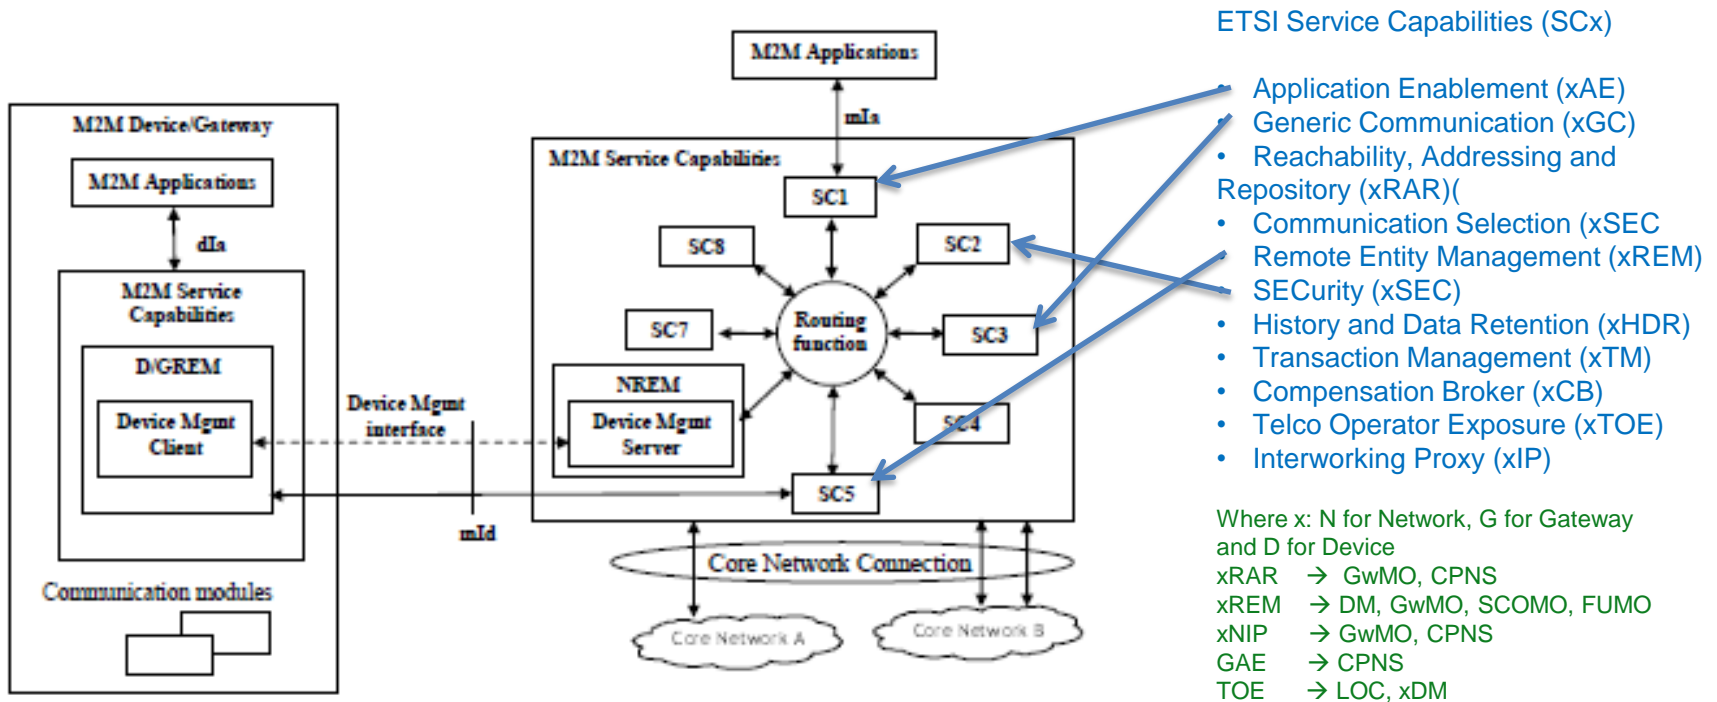 M2M Device/Gateway
M2M Applications
dIa
M2M Service
Capabilities
D/GREM
Device Mgmt
Client
Communication modules
Device Mgmt
interface
mId
M2M Applications
mIa
M2M Service Capabilities
SC1
SC8
SC2
SC7
Routing
function
SC3
NREM
Device Mgmt
Server
SC4
SC5
Core Network Connection
Core Network A
Core Network B
ETSI Service Capabilities (SCx)
• Application Enablement (xAE)
• Generic Communication (xGC)
• Reachability, Addressing and
Repository (xRAR)(
• Communication Selection (xSEC
• Remote Entity Management (xREM)
• SECurity (xSEC)
• History and Data Retention (xHDR)
• Transaction Management (xTM)
• Compensation Broker (xCB)
• Telco Operator Exposure (xTOE)
• Interworking Proxy (xIP)
Where x: N for Network, G for Gateway
and D for Device
xRAR → GwMO, CPNS
xREM → DM, GwMO, SCOMO, FUMO
xNIP → GwMO, CPNS
GAE → CPNS
TOE → LOC, xDM